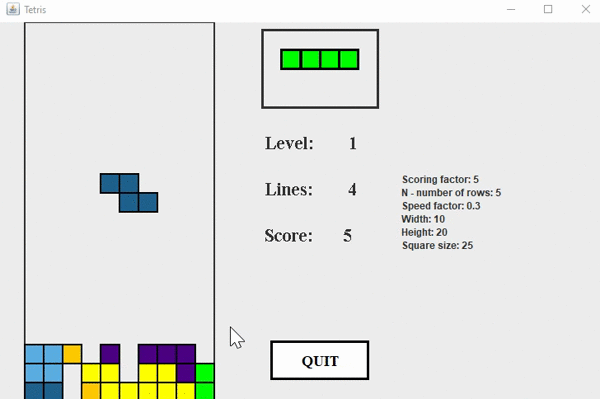 Tetris
Level: 1
Lines: 4
Score: 5
Scoring factor: 5
N - number of rows: 5
Speed factor: 0.3
Width: 10
Height: 20
Square size: 25
QUIT